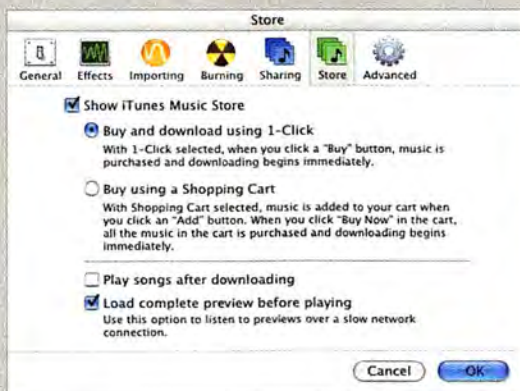 Store
General Effects Importing Burning Sharing Store Advanced
Show iTunes Music Store
Buy and download using 1-Click
With 1-Click selected, when you click a "Buy" button, music is
purchased and downloading begins immediately.
Buy using a Shopping Cart
With Shopping Cart selected, music is added to your cart when
you click an "Add" button. When you click "Buy Now" in the cart,
all the music in the cart is purchased and downloading begins
immediately.
Play songs after downloading
Load complete preview before playing
Use this option to listen to previews over a slow network
connection.
Cancel OK